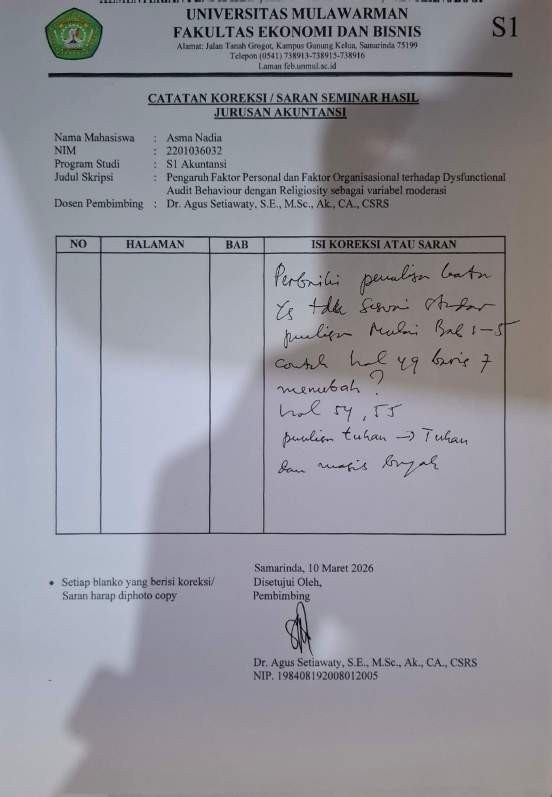 UNIVERSITAS MULAWARMAN
FAKULTAS EKONOMI DAN BISNIS
S1
Alamat: Jalan Tanah Grogot, Kampus Gunung Kelua, Samarinda 75199
Telepon (0541) 738913-738915-738916
Laman feb.unmul.ac.id
CATATAN KOREKSI / SARAN SEMINAR HASIL
JURUSAN AKUNTANSI
Nama Mahasiswa : Asma Nadia
NIM : 2201036032
Program Studi : S1 Akuntansi
Judul Skripsi : Pengaruh Faktor Personal dan Faktor Organisasional terhadap Dysfunctional
Audit Behaviour dengan Religiosity sebagai variabel moderasi
Dosen Pembimbing : Dr. Agus Setiawaty, S.E., M.Sc., Ak., CA., CSRS
NO HALAMAN BAB ISI KOREKSI ATAU SARAN
Perbaiki penulisan kata
yg tdk sesuai standar
penulisan Mulai Bab 1-5
contoh hal 49 baris 7
menubah?
hal 54, 55
penulisan tuhan → Tuhan
dan masih banyak
Samarinda, 10 Maret 2026
• Setiap blanko yang berisi koreksi/ Disetujui Oleh,
Saran harap diphoto copy Pembimbing
Dr. Agus Setiawaty, S.E., M.Sc., Ak., CA., CSRS
NIP. 198408192008012005